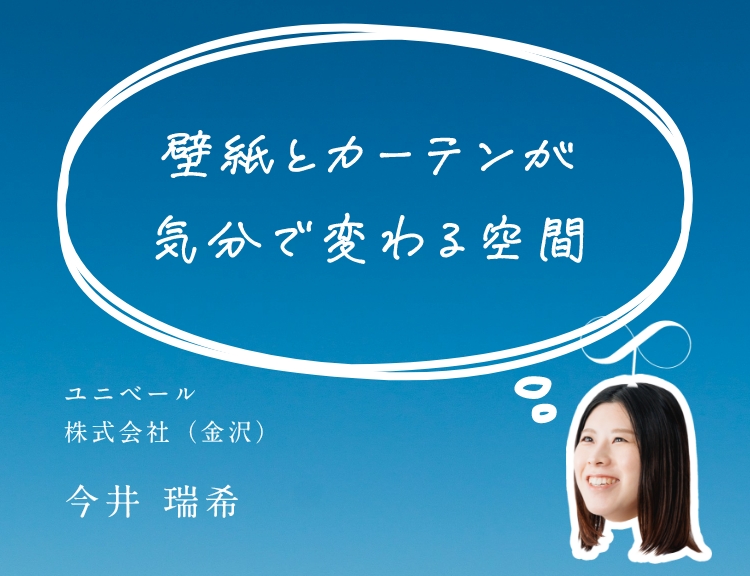 壁紙とカーテンが
気分で変わる空間
ユニベール
株式会社（金沢）
今井 瑞希